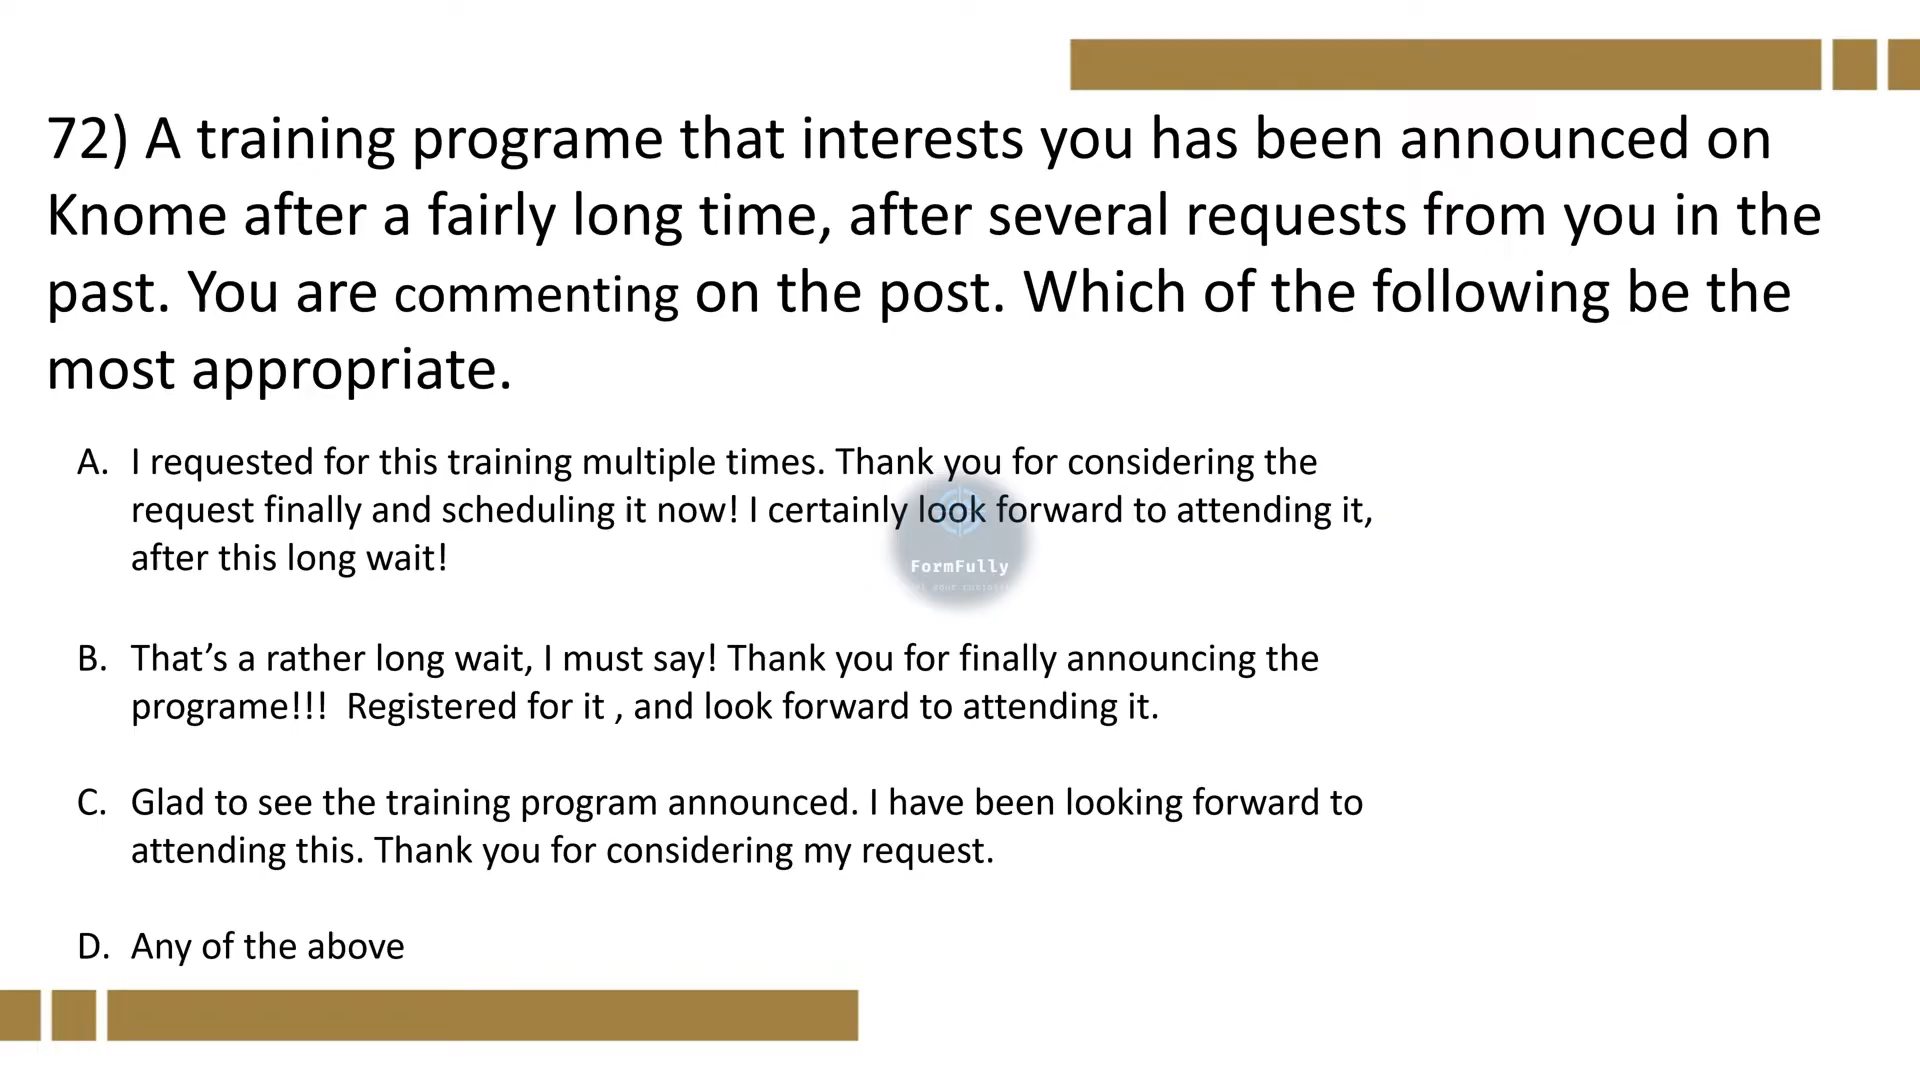 72) A training programe that interests you has been announced on
Knome after a fairly long time, after several requests from you in the
past. You are commenting on the post. Which of the following be the
most appropriate.
A. I requested for this training multiple times. Thank you for considering the
request finally and scheduling it now! I certainly look forward to attending it,
after this long wait!
FormFully
B. That’s a rather long wait, I must say! Thank you for finally announcing the
programe!!! Registered for it , and look forward to attending it.
C. Glad to see the training program announced. I have been looking forward to
attending this. Thank you for considering my request.
D. Any of the above